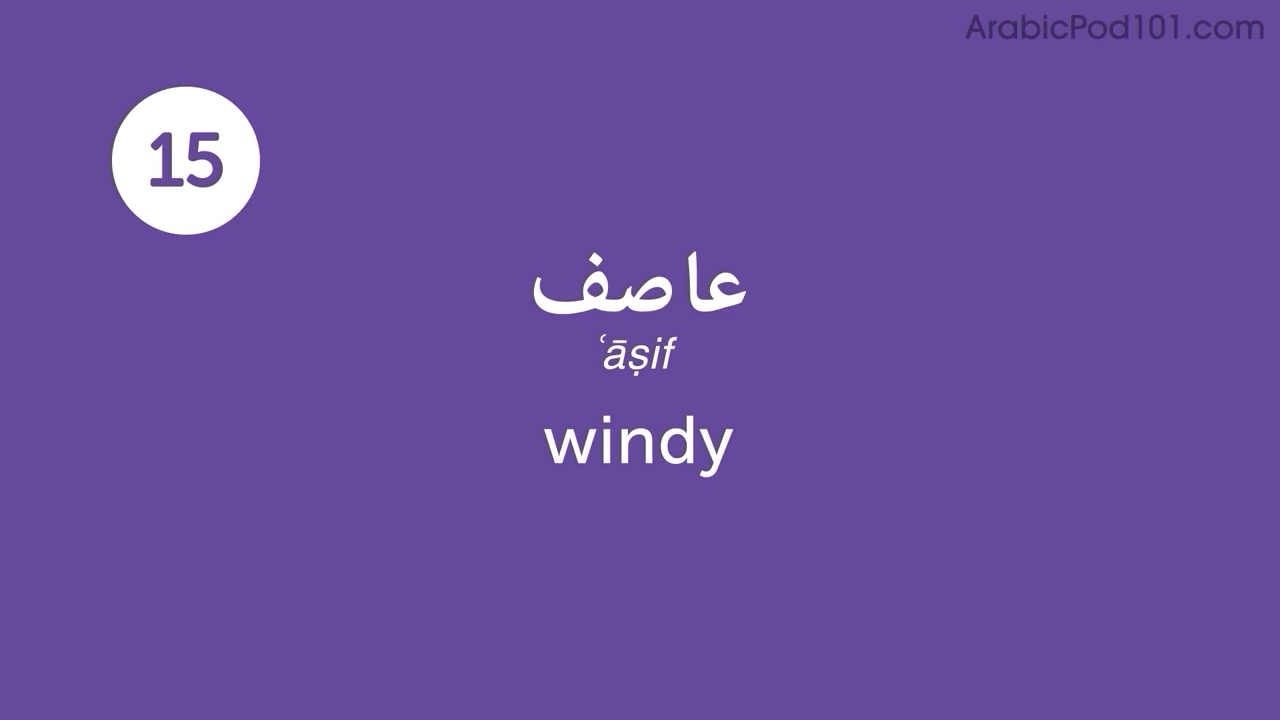 ArabicPod101.com
15
عاصف
ʿāṣif
windy